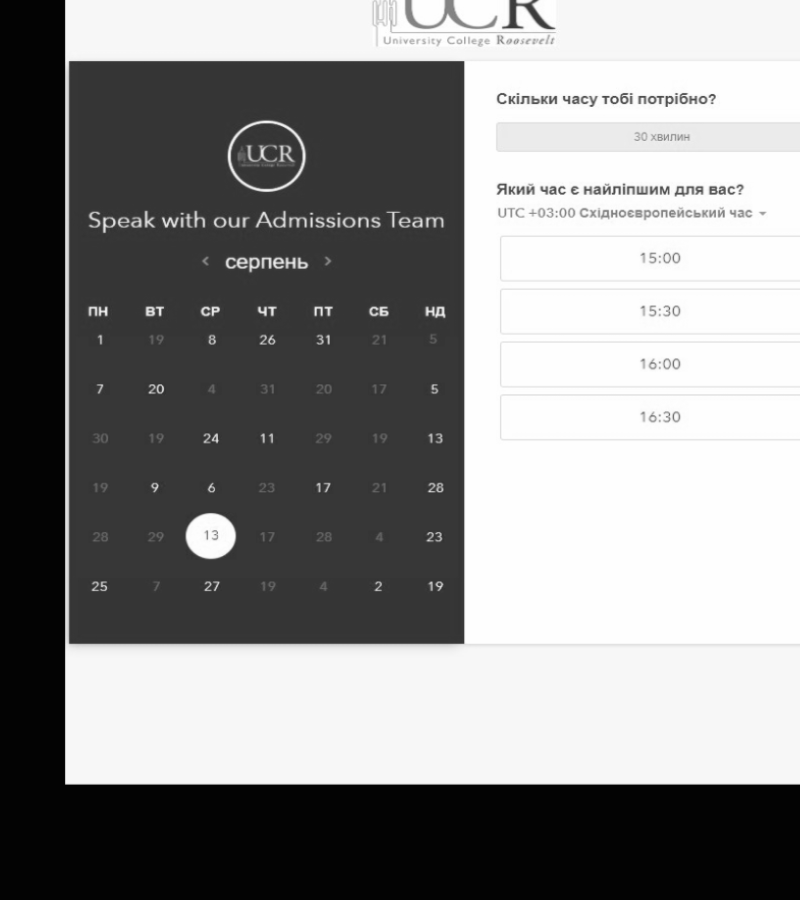 UCR
University College Roosevelt
UCR
Speak with our Admissions Team
< серпень >
ПН ВТ СР ЧТ ПТ СБ НД
1 19 8 26 31 21 5
7 20 4 31 20 17 5
30 19 24 11 29 19 13
19 9 6 23 17 21 28
28 29 13 17 28 4 23
25 7 27 19 4 2 19
Скільки часу тобі потрібно?
30 хвилин
Який час є найліпшим для вас?
UTC +03:00 Східноєвропейський час
15:00
15:30
16:00
16:30